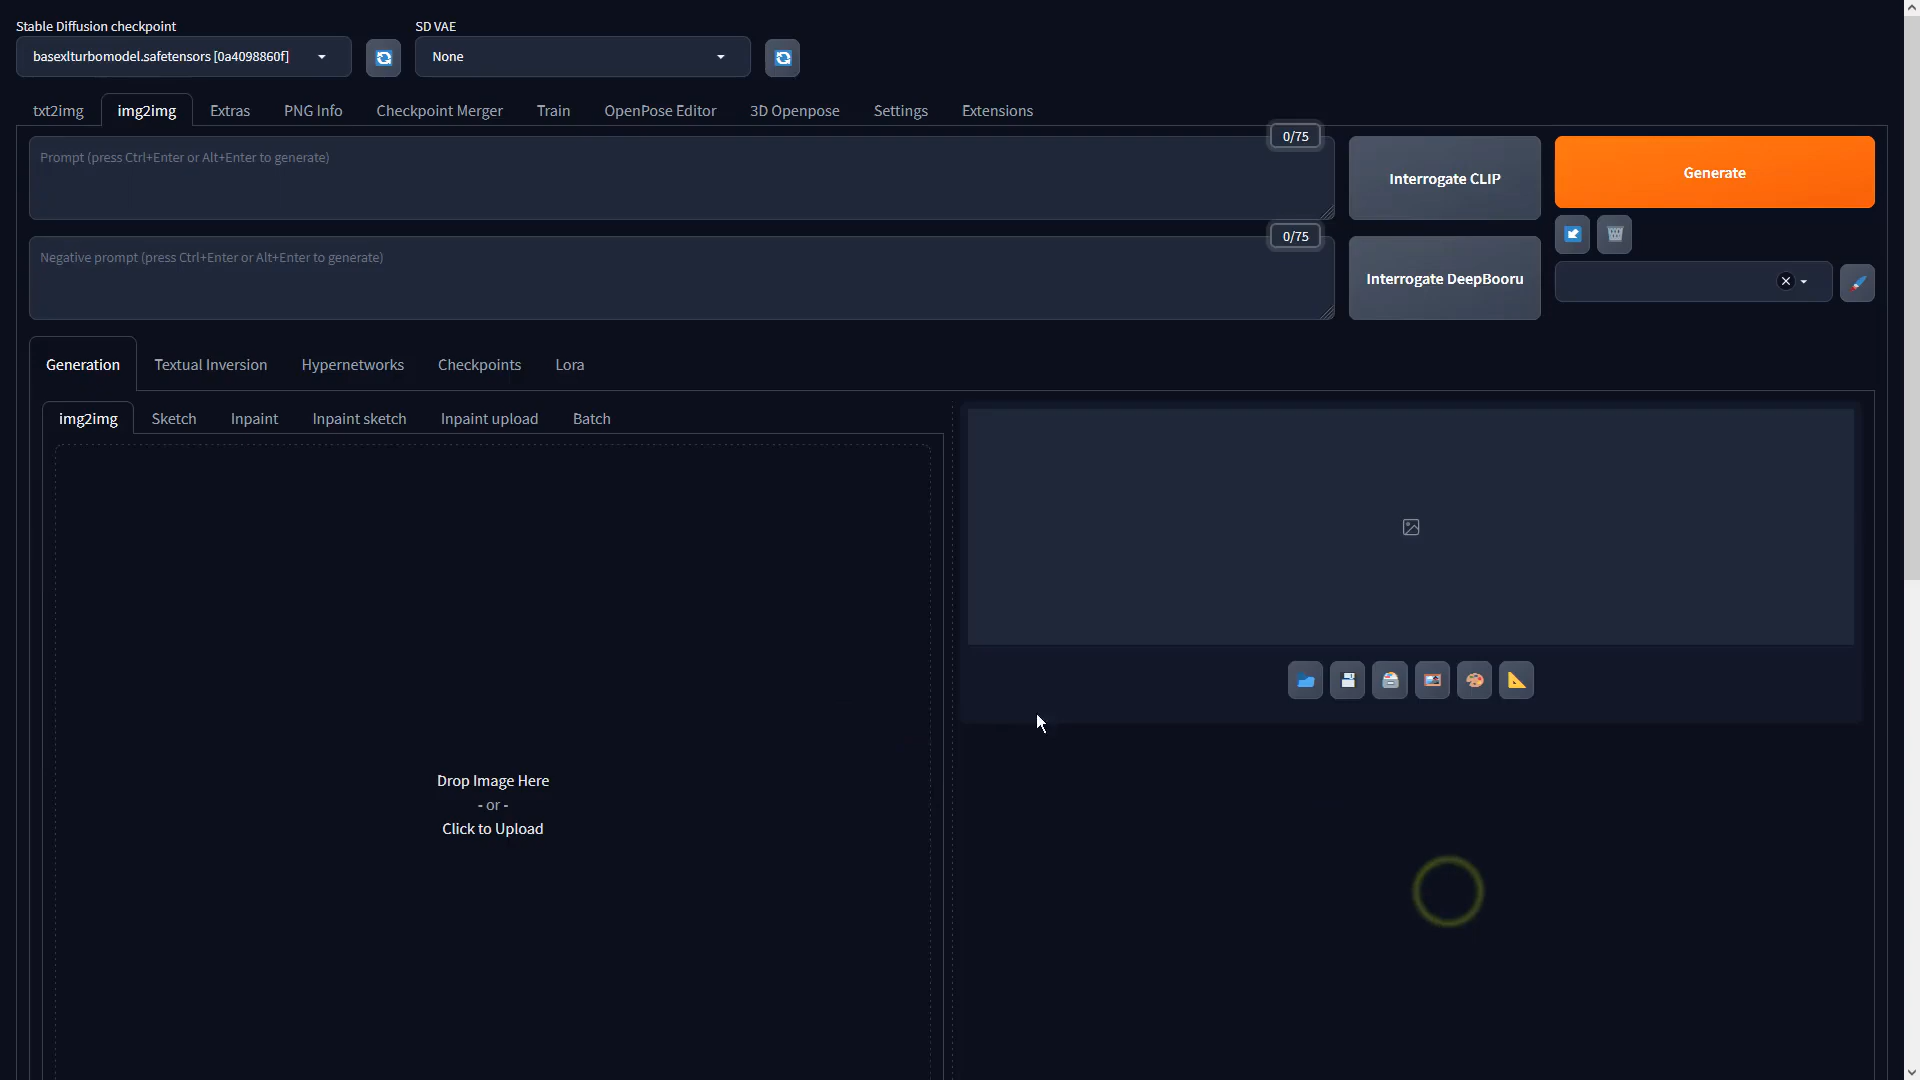 Stable Diffusion checkpoint
SD VAE
basexlturbomodel.safetensors [0a4098860f]
None
txt2img
img2img
Extras
PNG Info
Checkpoint Merger
Train
OpenPose Editor
3D Openpose
Settings
Extensions
Prompt (press Ctrl+Enter or Alt+Enter to generate)
0/75
Interrogate CLIP
Generate
Negative prompt (press Ctrl+Enter or Alt+Enter to generate)
0/75
Interrogate DeepBooru
Generation
Textual Inversion
Hypernetworks
Checkpoints
Lora
img2img
Sketch
Inpaint
Inpaint sketch
Inpaint upload
Batch
Drop Image Here
- or -
Click to Upload